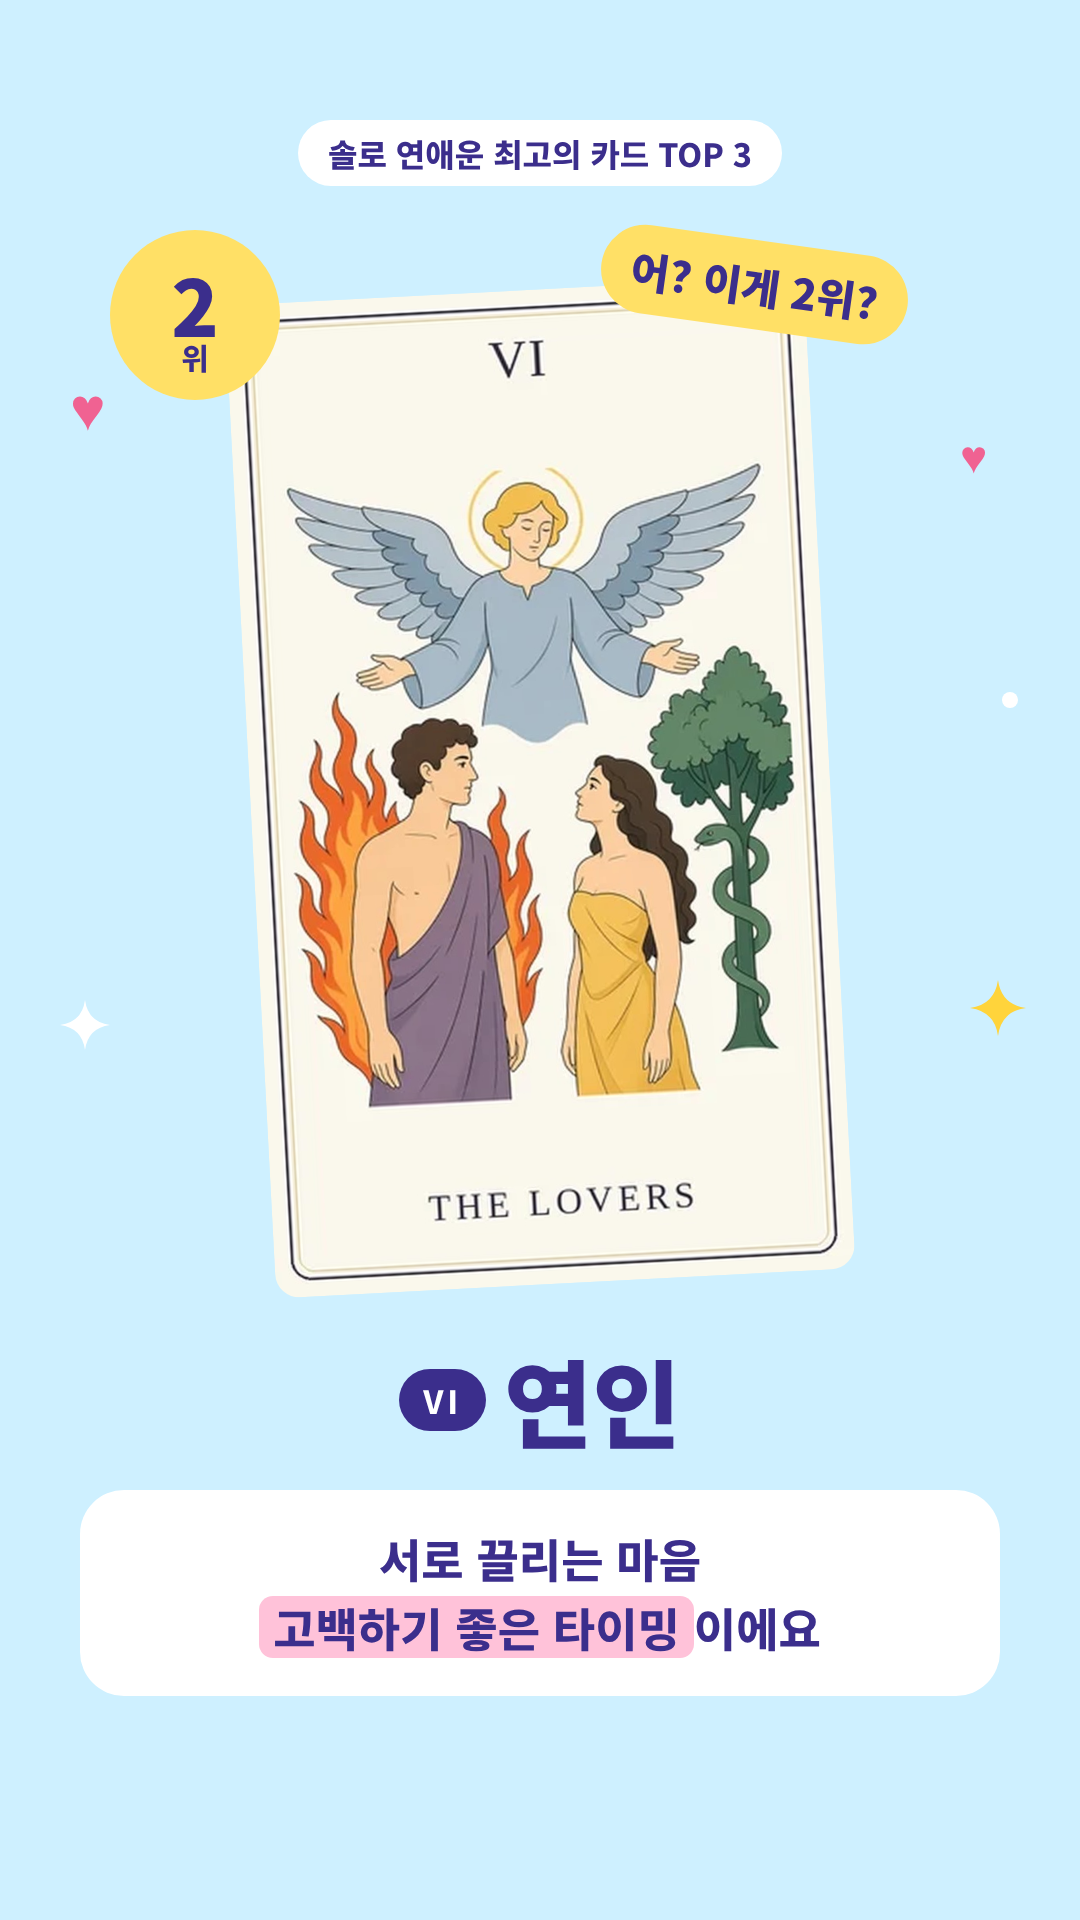 솔로 연애운 최고의 카드 TOP 3
2
위
어? 이게 2위?
VI
THE LOVERS
VI 연인
서로 끌리는 마음
고백하기 좋은 타이밍이에요